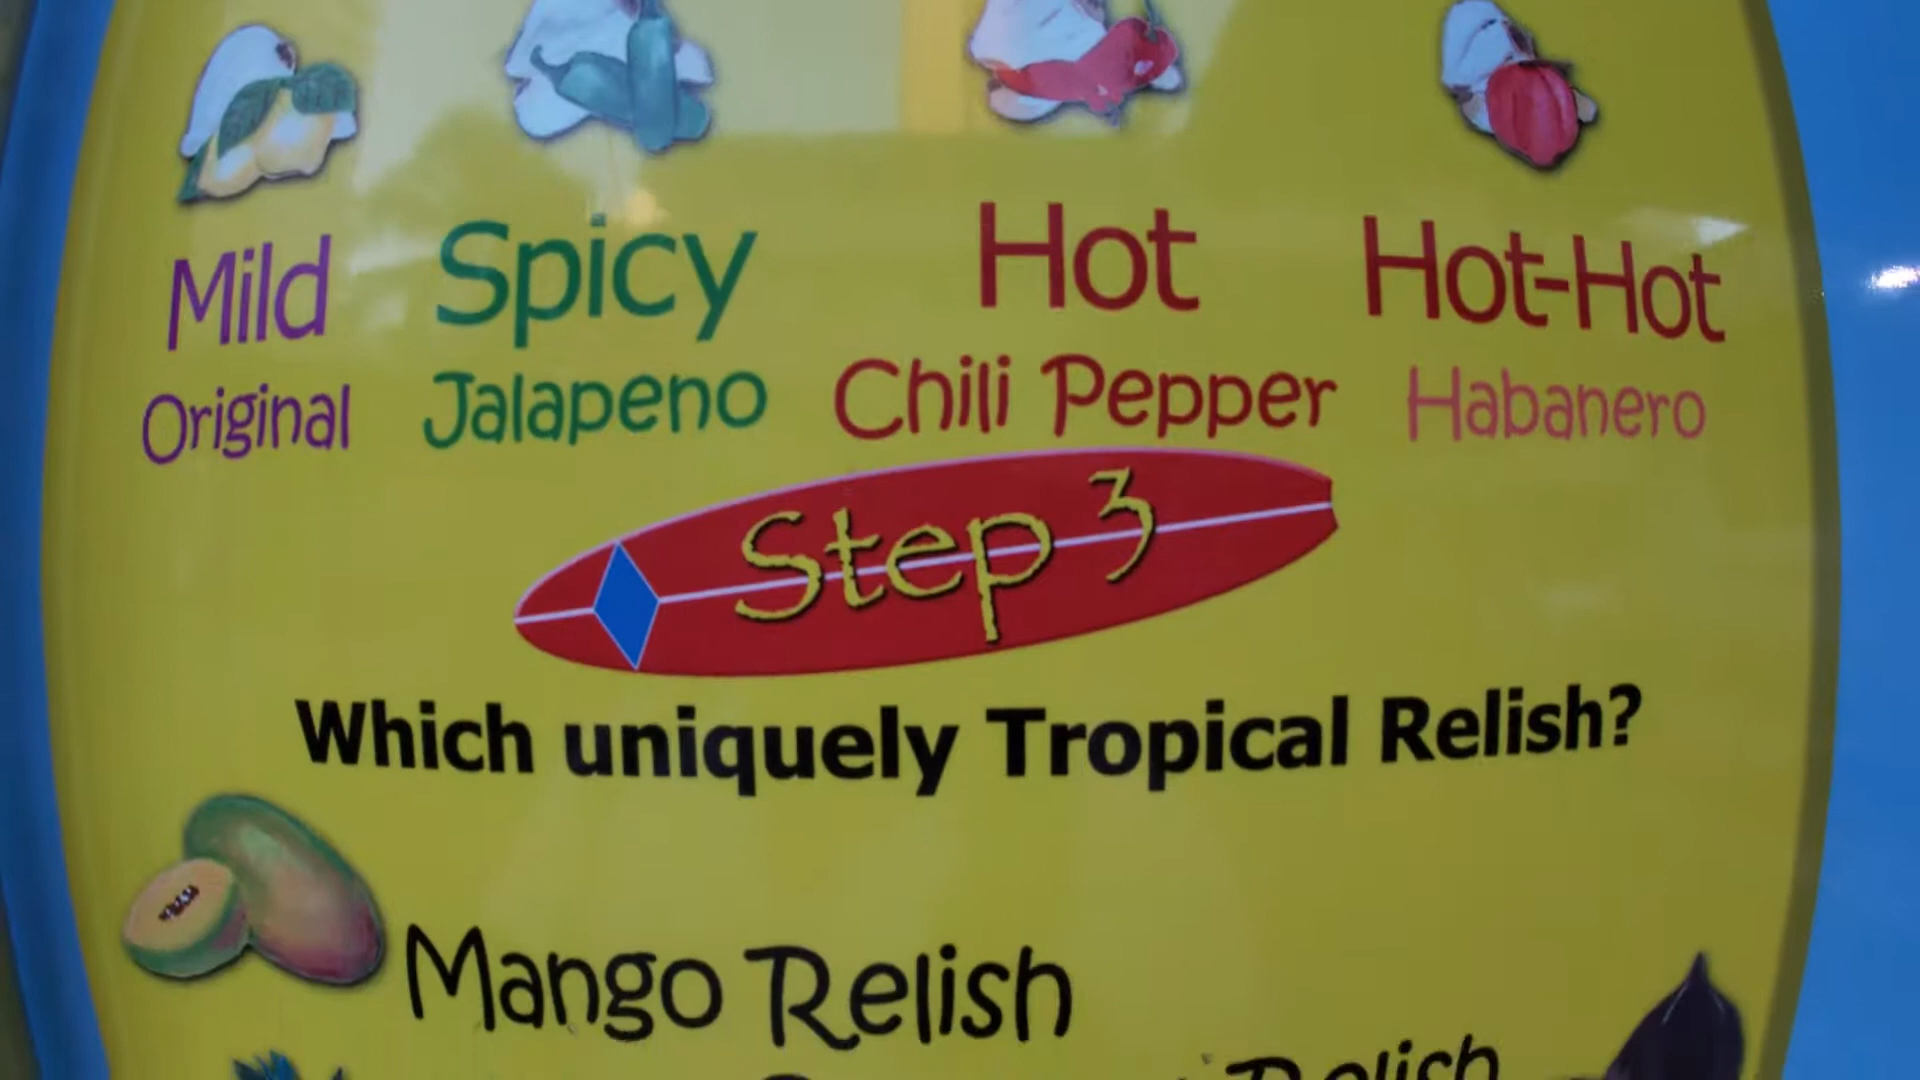 Mild Spicy Hot Hot-Hot
Original Jalapeno Chili Pepper Habanero
Step 3
Which uniquely Tropical Relish?
Mango Relish
Relish